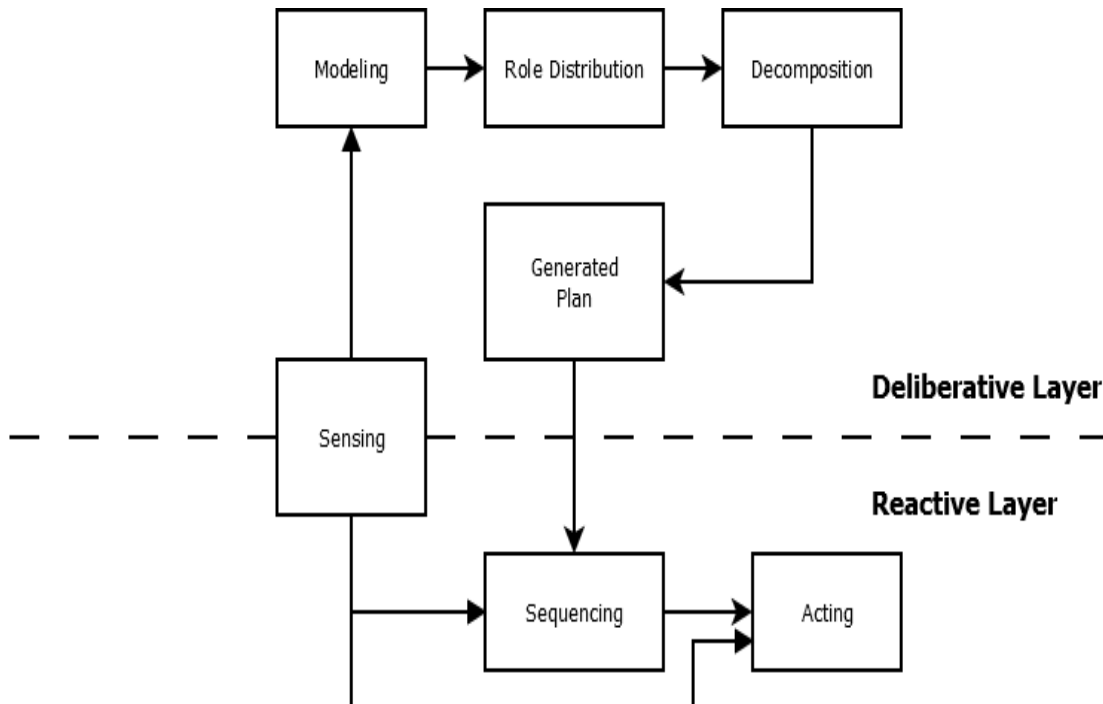 Modeling
Role Distribution
Decomposition
Generated
Plan
Deliberative Layer
Sensing
Reactive Layer
Sequencing
Acting